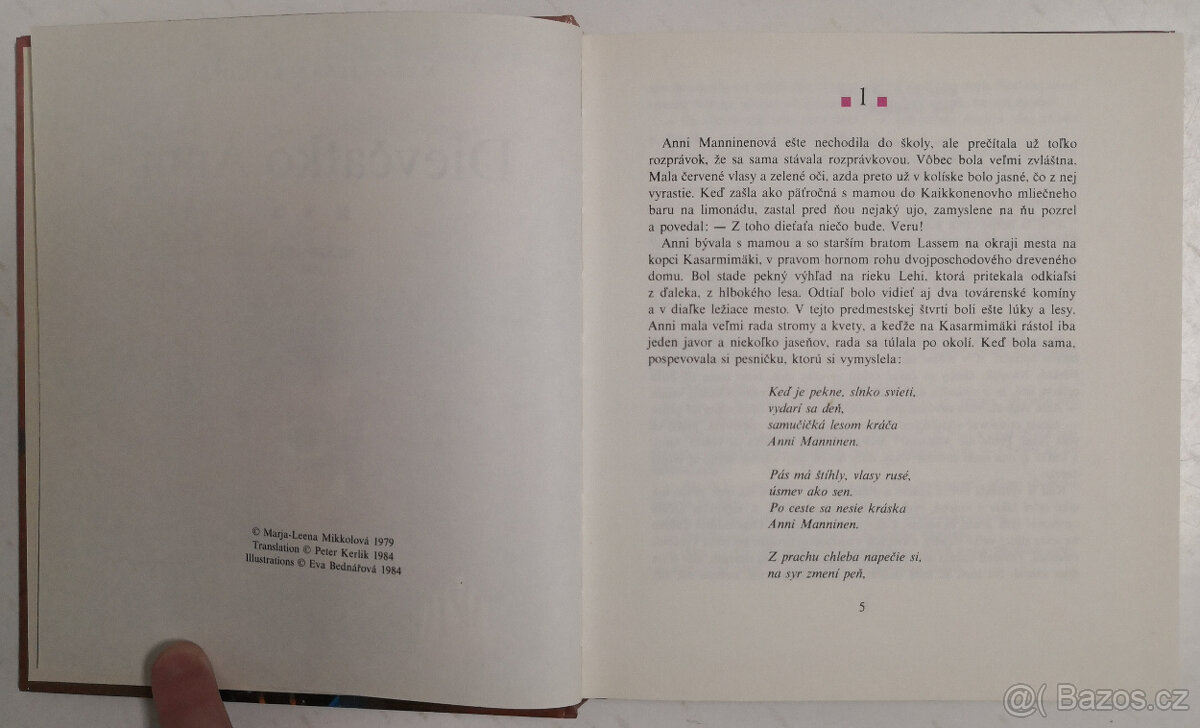 © Marja-Leena Mikkolová 1979
Translation © Peter Kerlik 1984
Illustrations © Eva Bednářová 1984
1
Anni Manninenová ešte nechodila do školy, ale prečítala už toľko
rozprávok, že sa sama stávala rozprávkovou. Vôbec bola veľmi zvláštna.
Mala červené vlasy a zelené oči, azda preto už v kolíske bolo jasné, čo z nej
vyrastie. Keď zašla ako päťročná s mamou do Kaikkonenovho mliečneho
baru na limonádu, zastal pred ňou nejaký ujo, zamyslene na ňu pozrel
a povedal: — Z toho dieťaťa niečo bude. Veru!
Anni bývala s mamou a so starším bratom Lassem na okraji mesta na
kopci Kasarmimäki, v pravom hornom rohu dvojposchodového dreveného
domu. Bol stade pekný výhľad na rieku Lehi, ktorá pritekala odkiaľsi
z ďaleka, z hlbokého lesa. Odtiaľ bolo vidieť aj dva továrenské komíny
a v diaľke ležiace mesto. V tejto predmestskej štvrti boli ešte lúky a lesy.
Anni mala veľmi rada stromy a kvety, a keďže na Kasarmimäki rástol iba
jeden javor a niekoľko jaseňov, rada sa túlala po okolí. Keď bola sama,
pospevovala si pesničku, ktorú si vymyslela:
Keď je pekne, slnko svieti,
vydarí sa deň,
samučičká lesom kráča
Anni Manninen.
Pás má štíhly, vlasy rusé,
úsmev ako sen.
Po ceste sa nesie kráska
Anni Manninen.
Z prachu chleba napečie si,
na syr zmení peň,
5
@( Bazos.cz